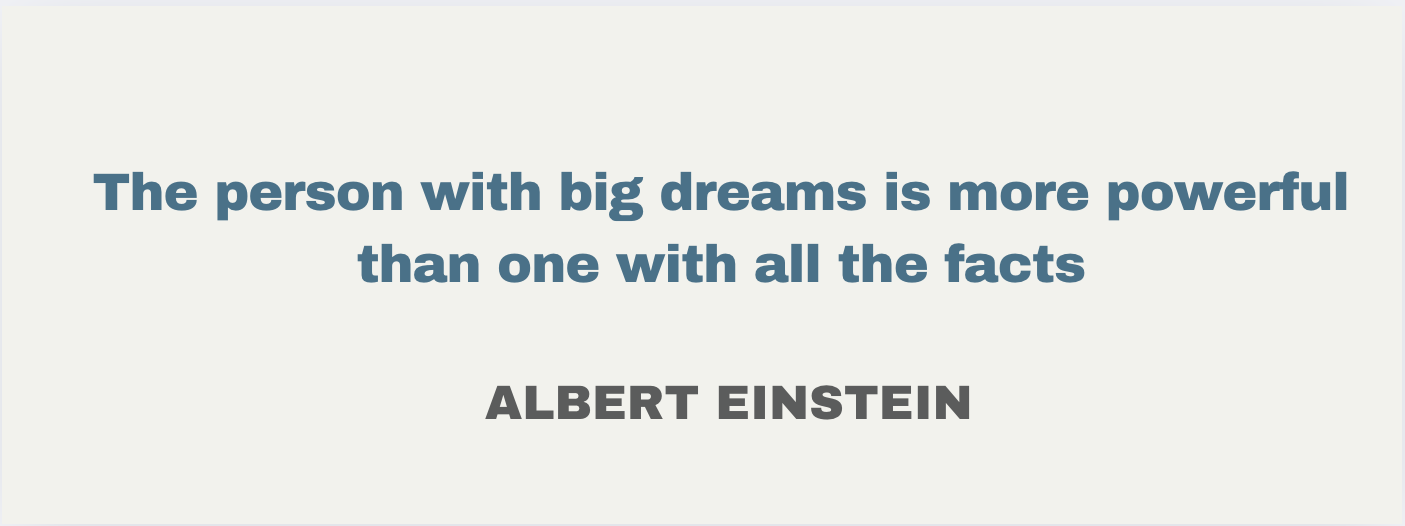 The person with big dreams is more powerful
than one with all the facts
ALBERT EINSTEIN